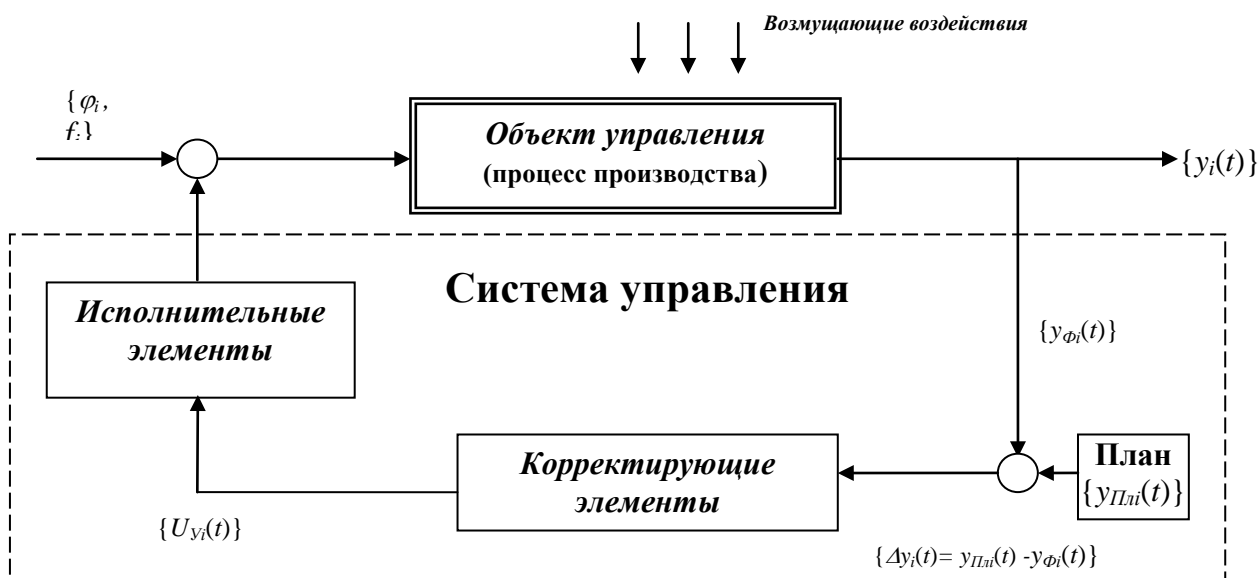 Возмущающие воздействия
{φi,
fi}
Объект управления
(процесс производства)
{yi(t)}
Система управления
Исполнительные
элементы
{yФi(t)}
Корректирующие
элементы
План
{yПлi(t)}
{UУi(t)}
{Δyi(t)= yПлi(t) -yФi(t)}